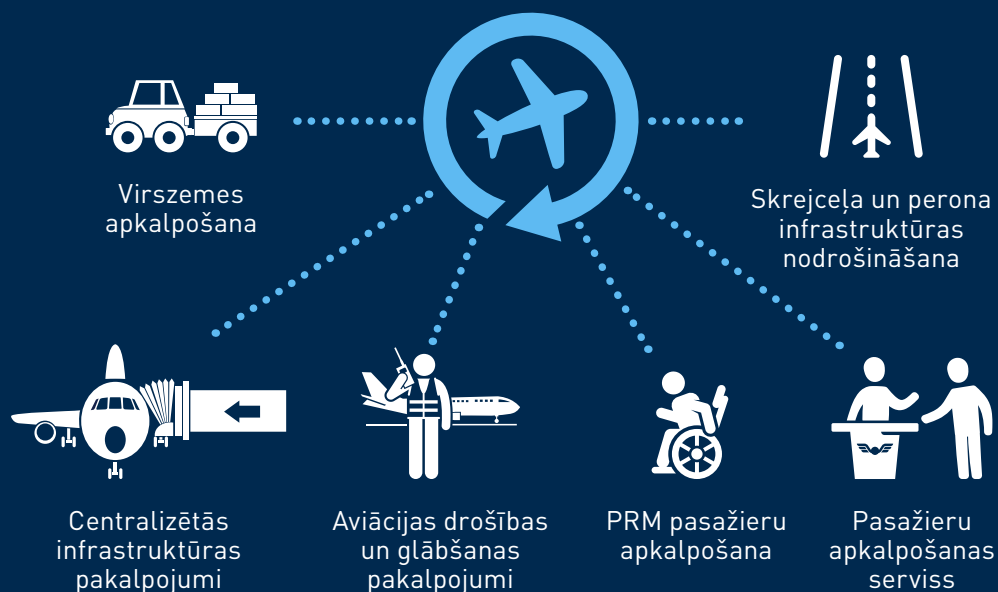 Virszemes
apkalpošana
Skrejceļa un perona
infrastruktūras
nodrošināšana
Centralizētās
infrastruktūras
pakalpojumi
Aviācijas drošības
un glābšanas
pakalpojumi
PRM pasažieru
apkalpošana
Pasažieru
apkalpošanas
serviss